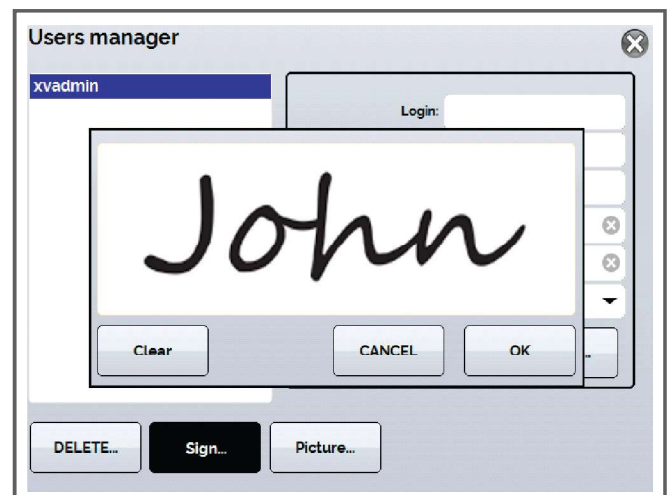 Users manager
xvadmin
Login:
John
Clear CANCEL OK
...
DELETE... Sign... Picture...